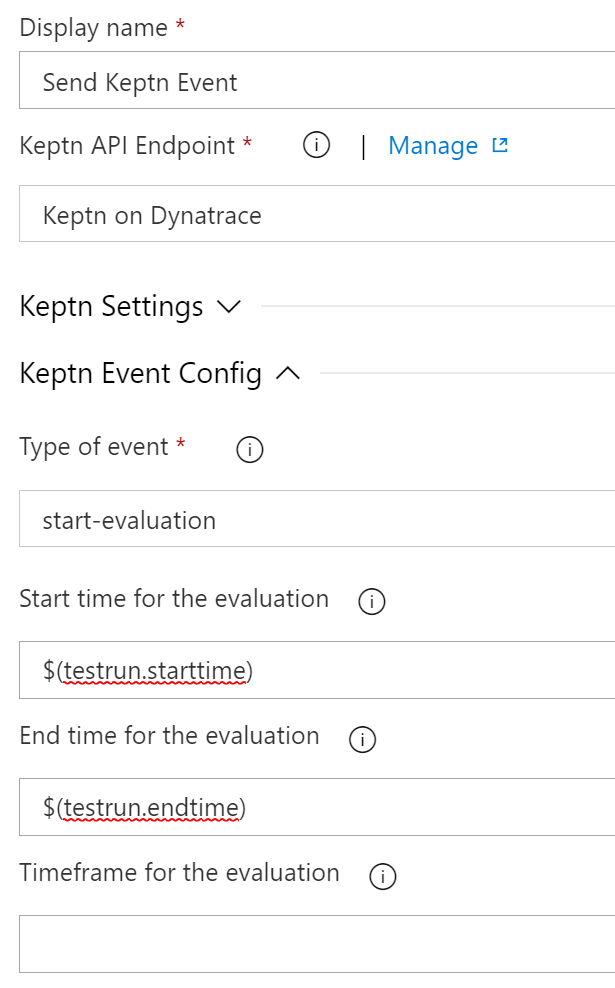 Display name *
Send Keptn Event
Keptn API Endpoint * | Manage
Keptn on Dynatrace
Keptn Settings
Keptn Event Config
Type of event *
start-evaluation
Start time for the evaluation
$(testrun.starttime)
End time for the evaluation
$(testrun.endtime)
Timeframe for the evaluation